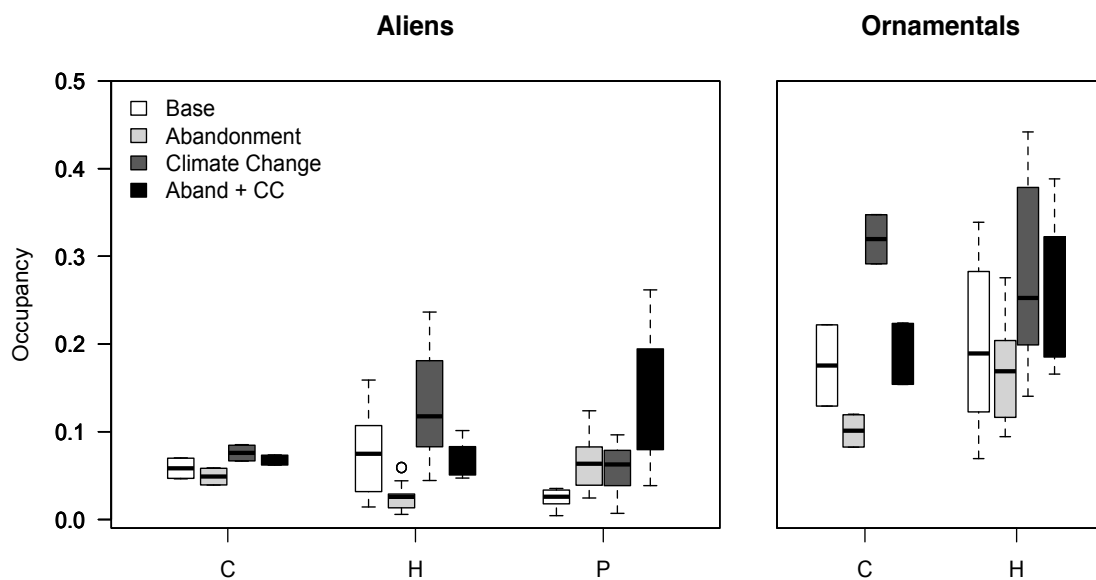 Aliens
Ornamentals
Occupancy
0.5
0.4
0.3
0.2
0.1
0.0
Base
Abandonment
Climate Change
Aband + CC
C
H
P
C
H